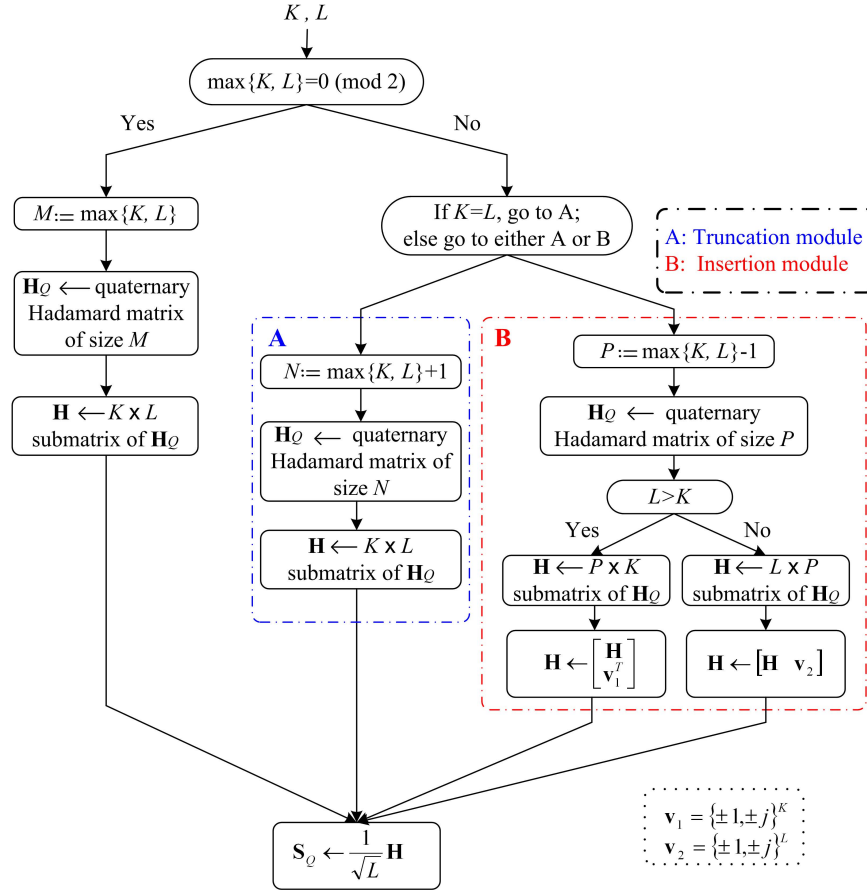 K , L
max{K, L}=0 (mod 2)
Yes
No
M:= max{K, L}
If K=L, go to A;
else go to either A or B
A: Truncation module
B: Insertion module
H_Q ← quaternary
Hadamard matrix
of size M
H ← K x L
submatrix of H_Q
A
N:= max{K, L}+1
H_Q ← quaternary
Hadamard matrix of
size N
H ← K x L
submatrix of H_Q
B
P:= max{K, L}-1
H_Q ← quaternary
Hadamard matrix of size P
L>K
Yes
No
H ← P x K
submatrix of H_Q
H ← L x P
submatrix of H_Q
H ← [H; v_1^T]
H ← [H v_2]
v_1 = {±1,±j}^K
v_2 = {±1,±j}^L
S_Q ← 1/√L H